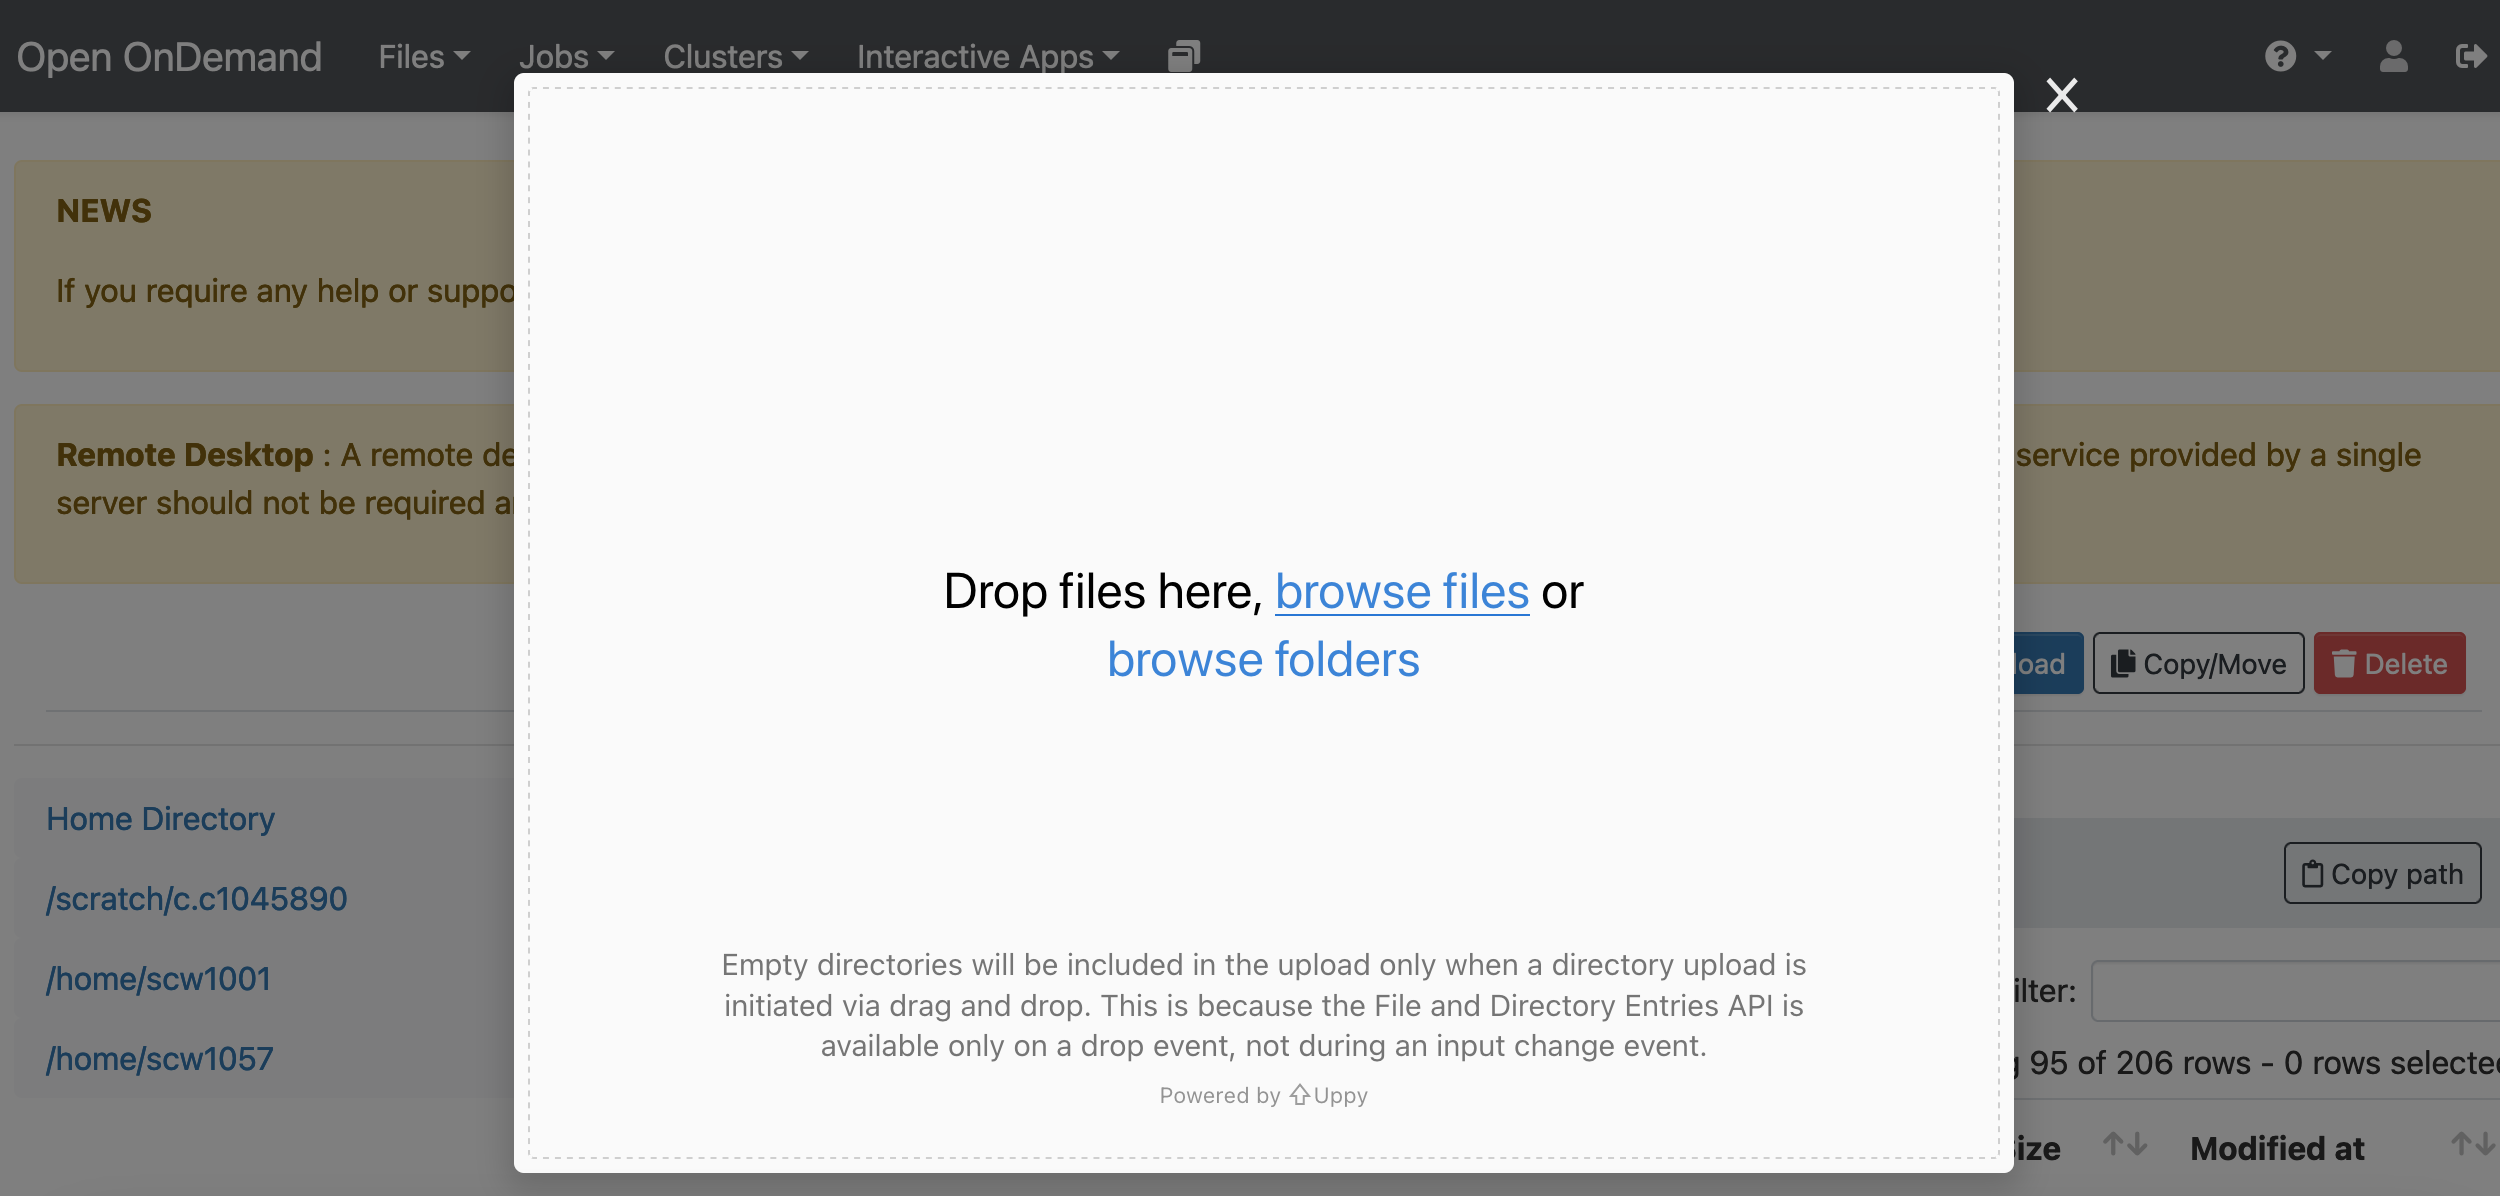 Open OnDemand Files Jobs Clusters Interactive Apps
NEWS
If you require any help or suppo
Remote Desktop : A remote de
service provided by a single
server should not be required a
Drop files here, browse files or
browse folders
Empty directories will be included in the upload only when a directory upload is
initiated via drag and drop. This is because the File and Directory Entries API is
available only on a drop event, not during an input change event.
Powered by Uppy
load Copy/Move Delete
Home Directory
/scratch/c.c1045890
/home/scw1001
/home/scw1057
Copy path
ilter:
g 95 of 206 rows - 0 rows selected
ize Modified at